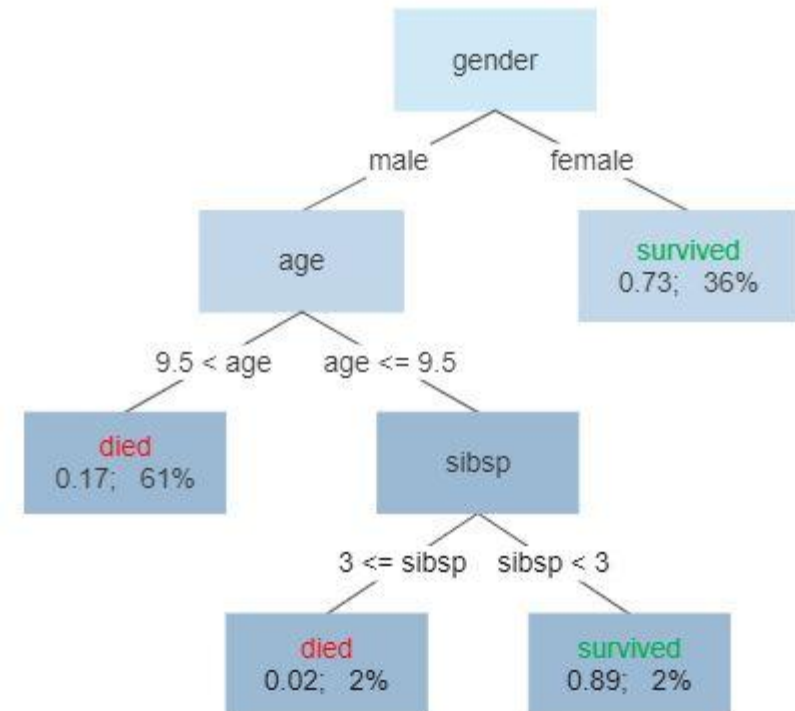 gender
male
female
age
survived
0.73; 36%
9.5 < age
age <= 9.5
died
0.17; 61%
sibsp
3 <= sibsp
sibsp < 3
died
0.02; 2%
survived
0.89; 2%